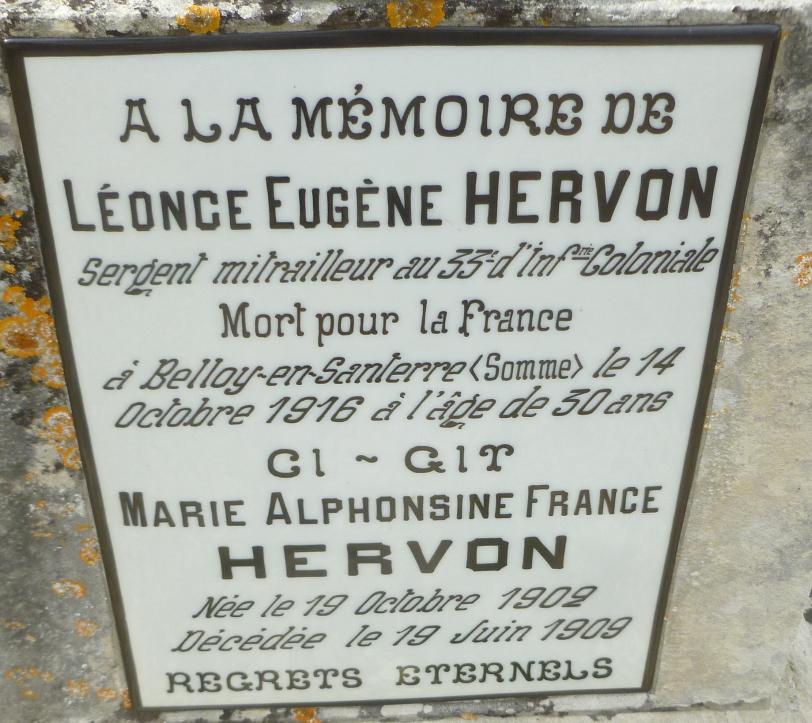 A LA MÉMOIRE DE
LÉONCE EUGÈNE HERVON
Sergent mitrailleur au 33e d'Infrie Coloniale
Mort pour la France
à Belloy-en-Santerre (Somme) le 14
Octobre 1916 à l'âge de 30 ans
CI ~ GIT
MARIE ALPHONSINE FRANCE
HERVON
Née le 19 Octobre 1902
Décédée le 19 Juin 1909
REGRETS ETERNELS